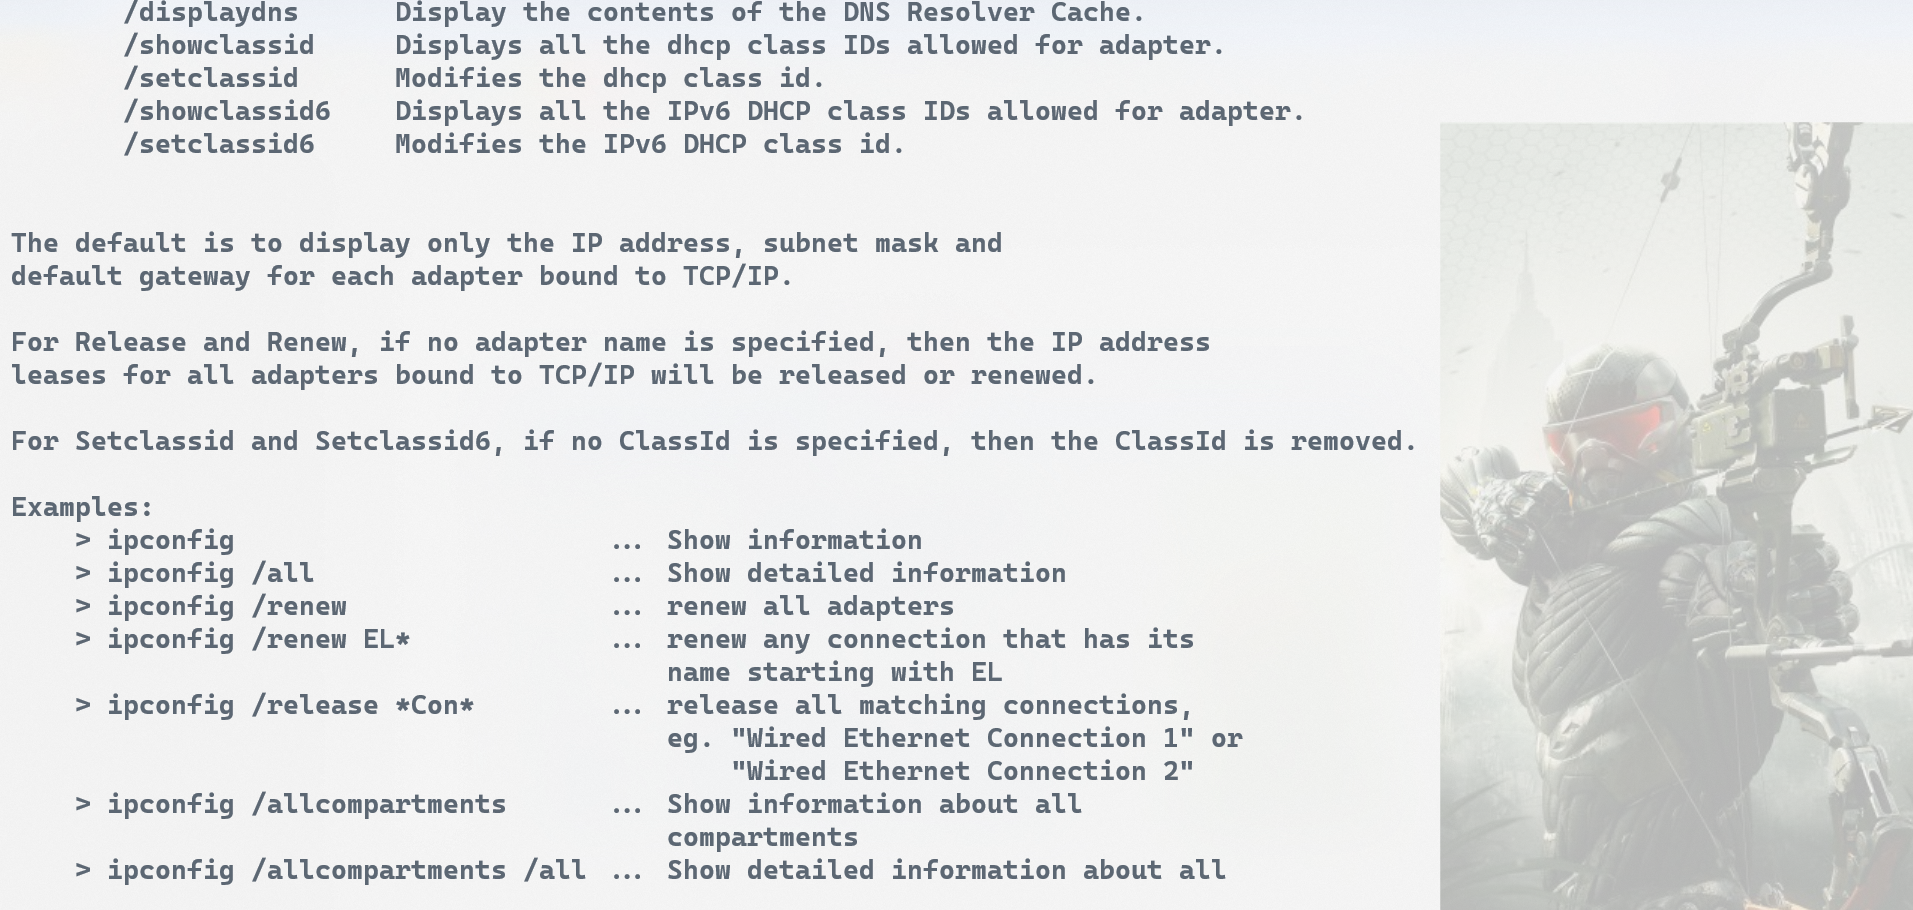 /displaydns Display the contents of the DNS Resolver Cache.
/showclassid Displays all the dhcp class IDs allowed for adapter.
/setclassid Modifies the dhcp class id.
/showclassid6 Displays all the IPv6 DHCP class IDs allowed for adapter.
/setclassid6 Modifies the IPv6 DHCP class id.
The default is to display only the IP address, subnet mask and
default gateway for each adapter bound to TCP/IP.
For Release and Renew, if no adapter name is specified, then the IP address
leases for all adapters bound to TCP/IP will be released or renewed.
For Setclassid and Setclassid6, if no ClassId is specified, then the ClassId is removed.
Examples:
> ipconfig ... Show information
> ipconfig /all ... Show detailed information
> ipconfig /renew ... renew all adapters
> ipconfig /renew EL* ... renew any connection that has its
name starting with EL
> ipconfig /release *Con* ... release all matching connections,
eg. "Wired Ethernet Connection 1" or
"Wired Ethernet Connection 2"
> ipconfig /allcompartments ... Show information about all
compartments
> ipconfig /allcompartments /all ... Show detailed information about all